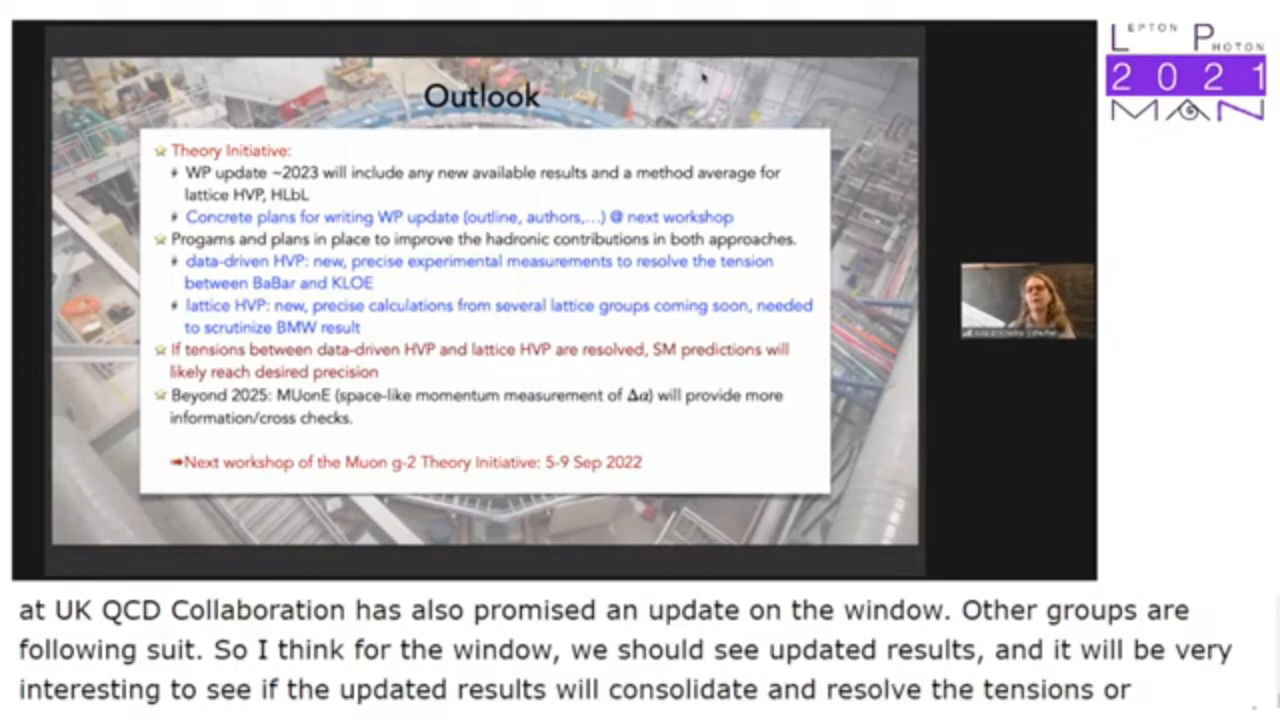 LEPTON PHOTON
2021
MAN
Outlook
Theory Initiative:
WP update ~2023 will include any new available results and a method average for
lattice HVP, HLbL
Concrete plans for writing WP update (outline, authors,...) @ next workshop
Progams and plans in place to improve the hadronic contributions in both approaches.
data-driven HVP: new, precise experimental measurements to resolve the tension
between BaBar and KLOE
lattice HVP: new, precise calculations from several lattice groups coming soon, needed
to scrutinize BMW result
If tensions between data-driven HVP and lattice HVP are resolved, SM predictions will
likely reach desired precision
Beyond 2025: MUonE (space-like momentum measurement of Δα) will provide more
information/cross checks.
➡Next workshop of the Muon g-2 Theory Initiative: 5-9 Sep 2022
at UK QCD Collaboration has also promised an update on the window. Other groups are
following suit. So I think for the window, we should see updated results, and it will be very
interesting to see if the updated results will consolidate and resolve the tensions or